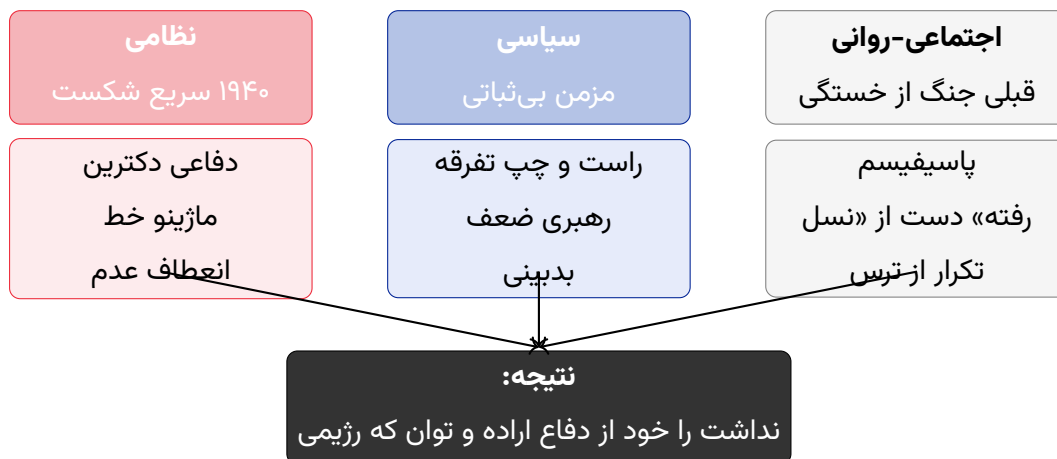 اجتماعی-روانی
قبلی جنگ از خستگی
پاسیفیسم
رفته» دست از «نسل
تکرار از ترس
سیاسی
مزمن بی‌ثباتی
راست و چپ تفرقه
رهبری ضعف
بدبینی
نظامی
۱۹۴۰ سریع شکست
دفاعی دکترین
ماژینو خط
انعطاف عدم
نتیجه:
نداشت را خود از دفاع اراده و توان که رژیمی